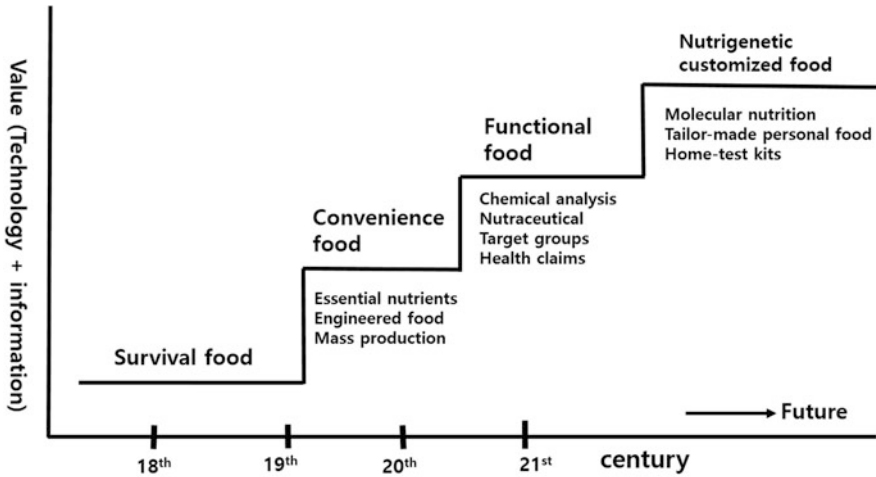 Value (Technology + information)
Nutrigenetic
customized food
Molecular nutrition
Tailor-made personal food
Home-test kits
Functional
food
Chemical analysis
Nutraceutical
Target groups
Health claims
Convenience
food
Essential nutrients
Engineered food
Mass production
Survival food
Future
18th
19th
20th
21st
century